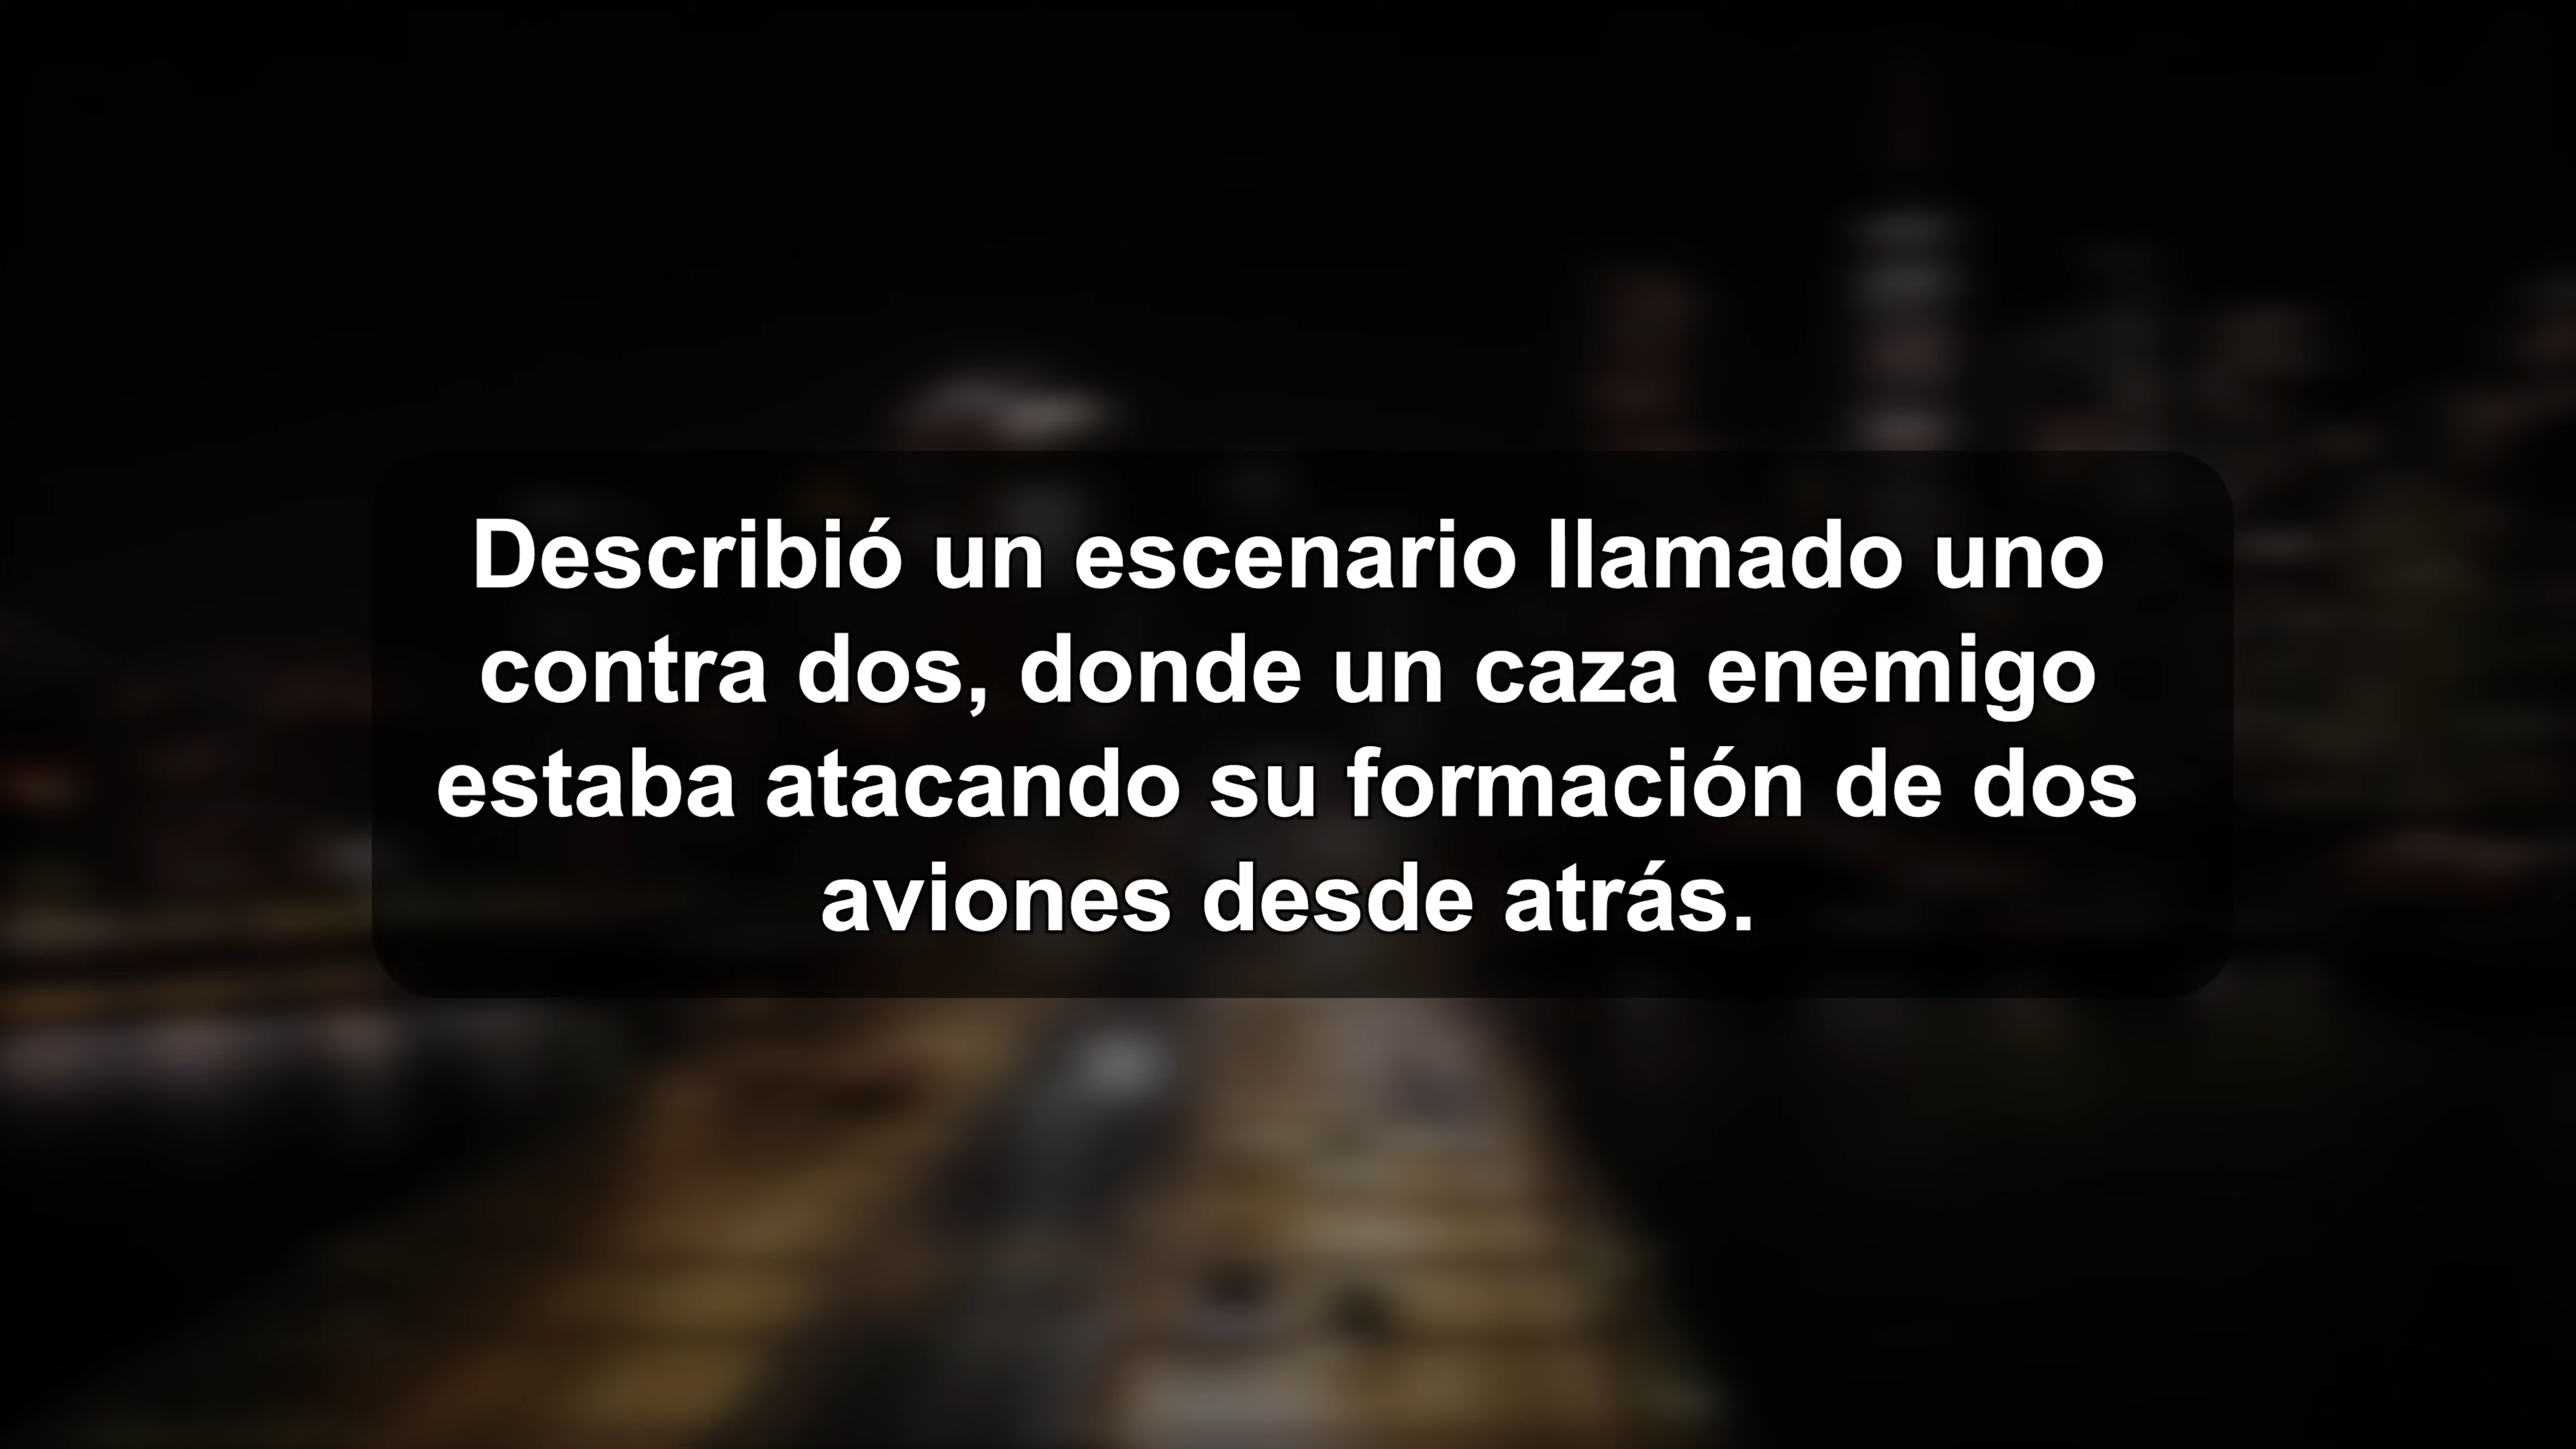 Describió un escenario llamado uno
contra dos, donde un caza enemigo
estaba atacando su formación de dos
aviones desde atrás.